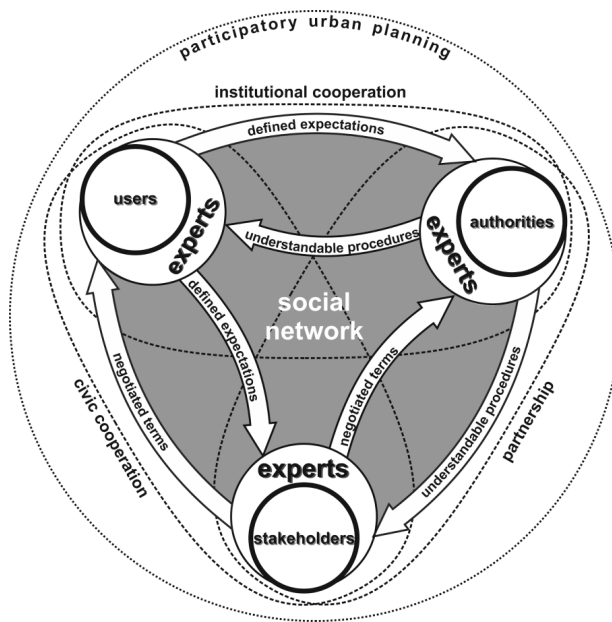 participatory urban planning
institutional cooperation
defined expectations
users
experts
authorities
experts
understandable procedures
defined expectations
social
network
negotiated terms
negotiated terms
understandable procedures
civic cooperation
partnership
experts
stakeholders